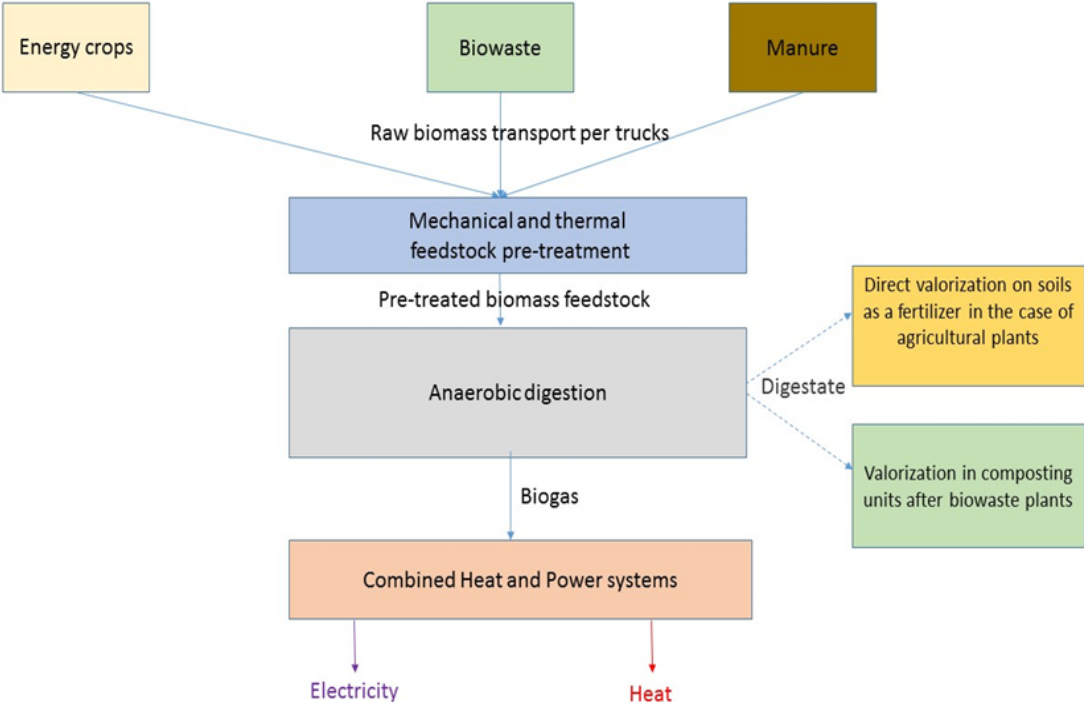 Energy crops
Biowaste
Manure
Raw biomass transport per trucks
Mechanical and thermal
feedstock pre-treatment
Pre-treated biomass feedstock
Direct valorization on soils
as a fertilizer in the case of
agricultural plants
Anaerobic digestion
Digestate
Valorization in composting
units after biowaste plants
Biogas
Combined Heat and Power systems
Electricity
Heat